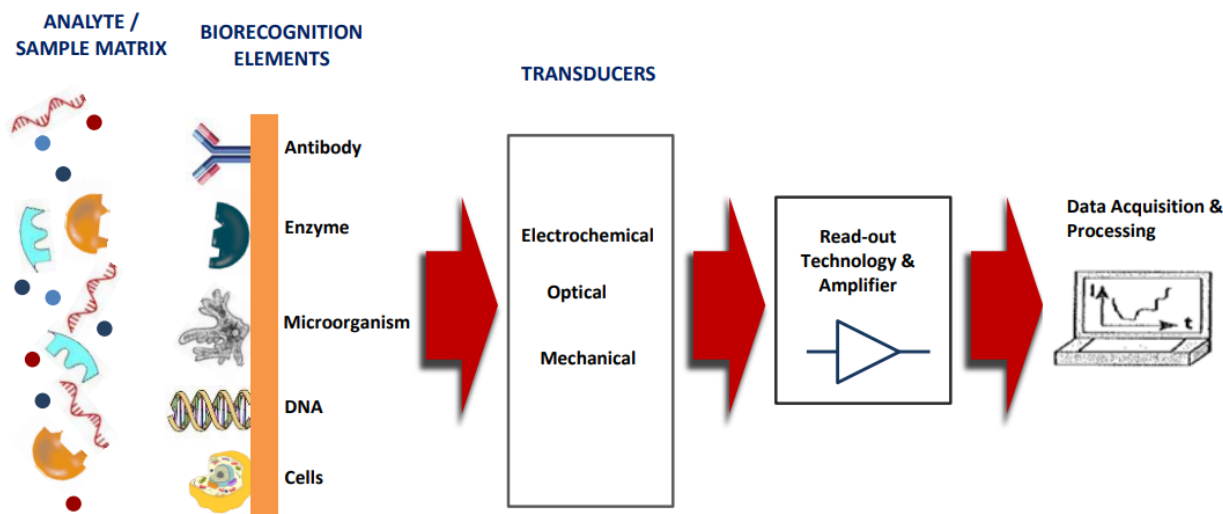 ANALYTE /
SAMPLE MATRIX
BIORECOGNITION
ELEMENTS
TRANSDUCERS
Antibody
Enzyme
Microorganism
DNA
Cells
Electrochemical
Optical
Mechanical
Read-out
Technology &
Amplifier
Data Acquisition &
Processing
I
t